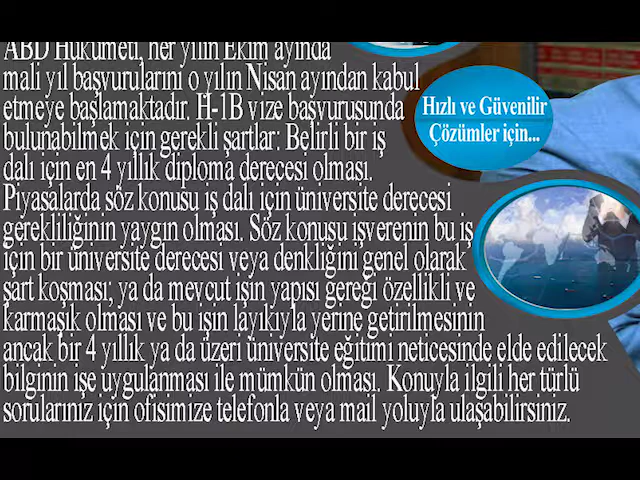 ABD Hükümeti, her yılın Ekim ayında
mali yıl başvurularını o yılın Nisan ayından kabul
etmeye başlamaktadır. H-1B vize başvurusunda
bulunabilmek için gerekli şartlar: Belirli bir iş
dalı için en 4 yıllık diploma derecesi olması.
Piyasalarda söz konusu iş dalı için üniversite derecesi
gerekliliğinin yaygın olması. Söz konusu işverenin bu iş
için bir üniversite derecesi veya denkliğini genel olarak
şart koşması; ya da mevcut işin yapısı gereği özellikli ve
karmaşık olması ve bu işin layıkıyla yerine getirilmesinin
ancak bir 4 yıllık ya da üzeri üniversite eğitimi neticesinde elde edilecek
bilginin işe uygulanması ile mümkün olması. Konuyla ilgili her türlü
sorularınız için ofisimize telefonla veya mail yoluyla ulaşabilirsiniz.
Hızlı ve Güvenilir
Çözümler için...